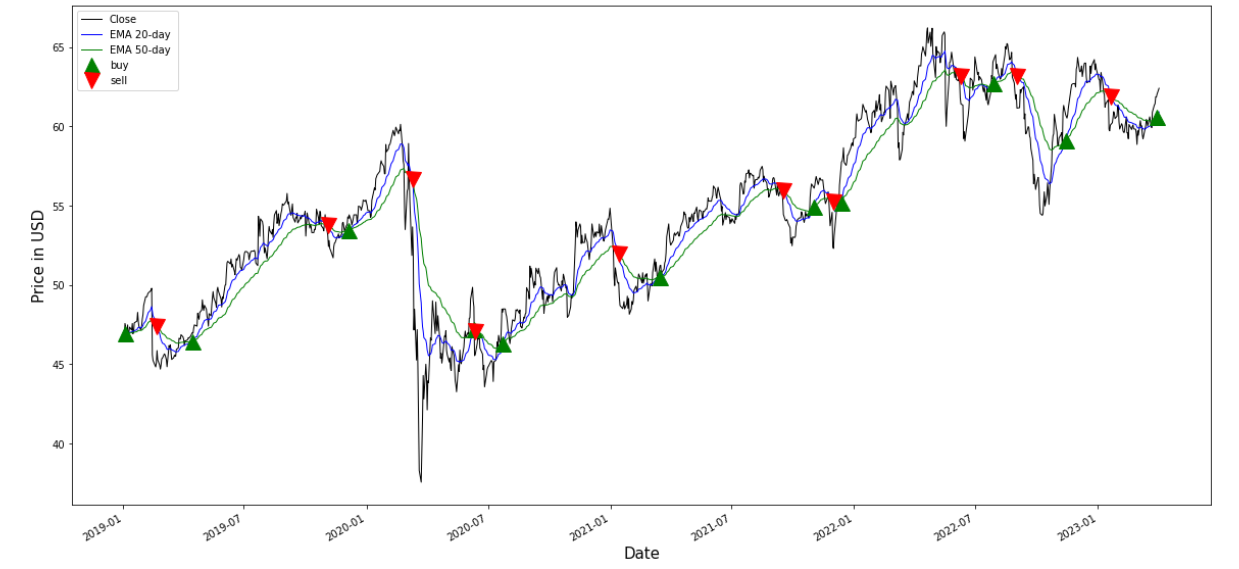 Close
EMA 20-day
EMA 50-day
buy
sell
65
60
55
50
45
40
Price in USD
2019-01
2019-07
2020-01
2020-07
2021-01
2021-07
2022-01
2022-07
2023-01
Date